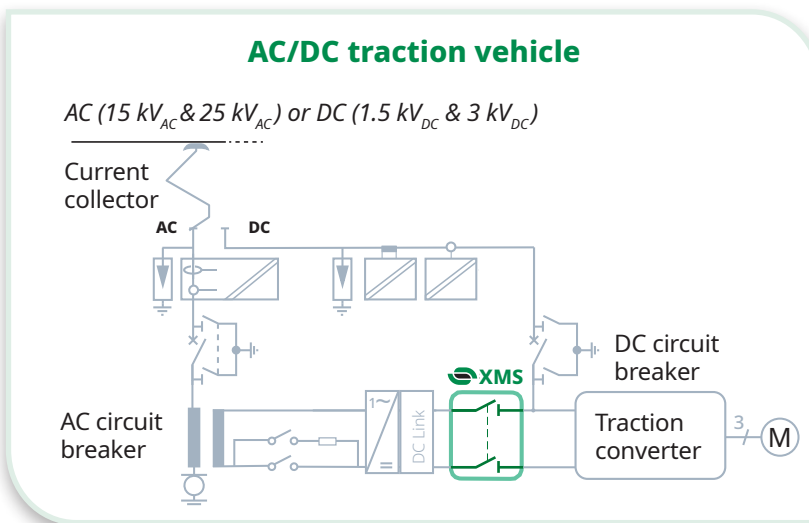 AC/DC traction vehicle
AC (15 kVAC & 25 kVAC) or DC (1.5 kVDC & 3 kVDC)
Current
collector
AC
DC
DC circuit
breaker
XMS
AC circuit
breaker
1~
=
DC Link
Traction
converter
3
M